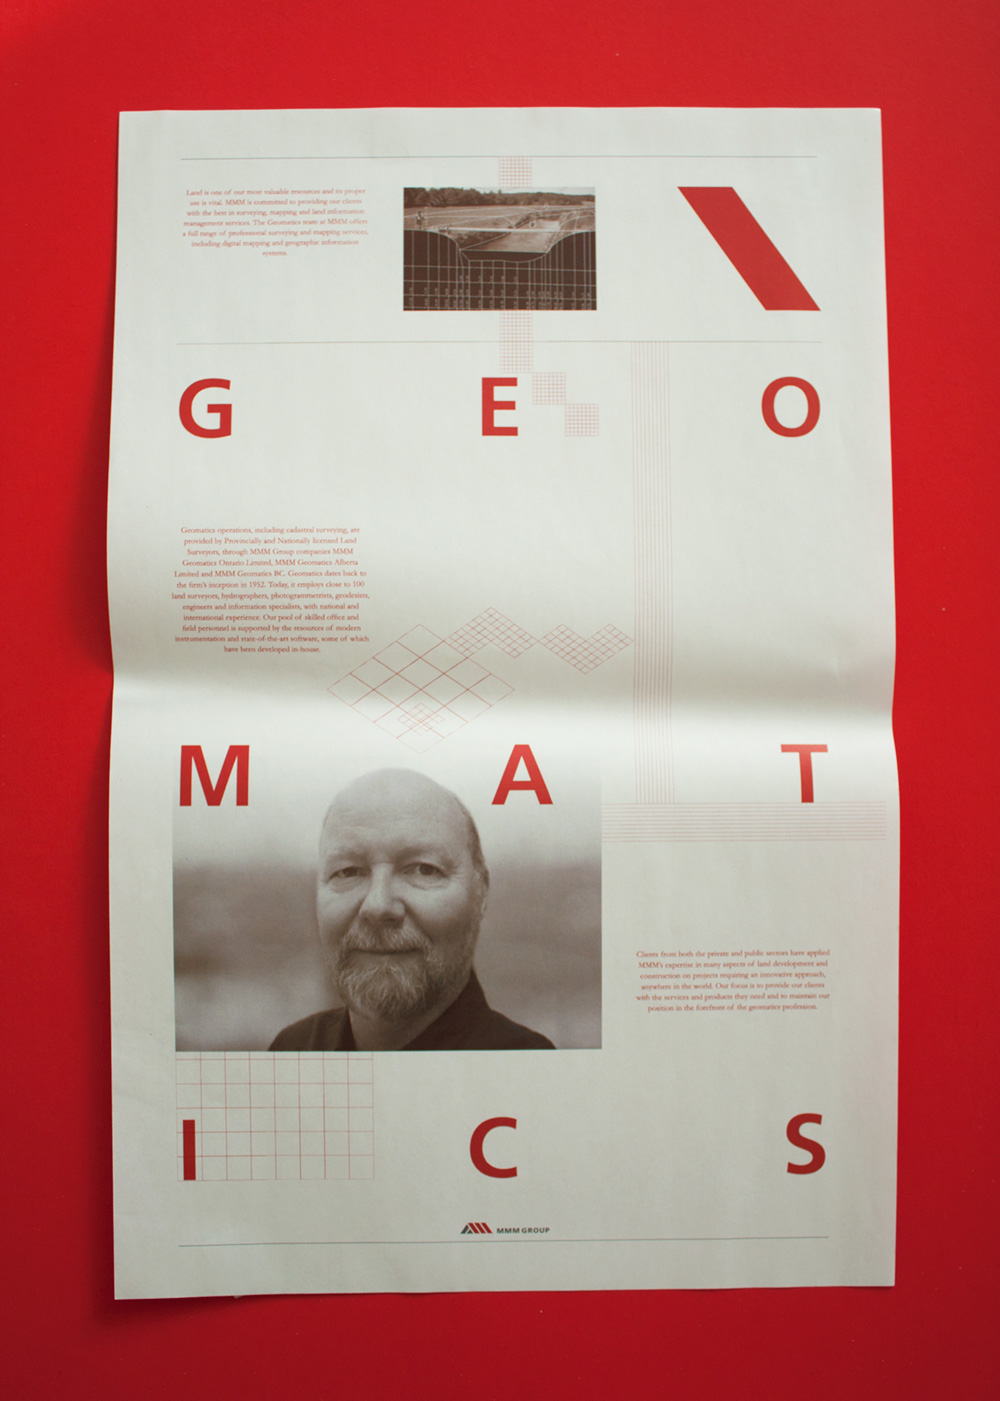 Land is one of our most valuable resources and its proper
use is vital. MMM is committed to providing our clients
with the best in surveying, mapping and land information
management services. The Geomatics team at MMM offers
a full range of professional surveying and mapping services,
including digital mapping and geographic information
systems.
G E O
Geomatics operations, including cadastral surveying, are
provided by Provincially and Nationally licensed Land
Surveyors, through MMM Group companies MMM
Geomatics Ontario Limited, MMM Geomatics Alberta
Limited and MMM Geomatics BC. Geomatics dates back to
the firm's inception in 1952. Today, it employs close to 100
land surveyors, hydrographers, photogrammetrists, geodesists,
engineers and information specialists, with national and
international experience. Our pool of skilled office and
field personnel is supported by the resources of modern
instrumentation and state-of-the-art software, some of which
have been developed in-house.
M A T
Clients from both the private and public sectors have applied
MMM's expertise in many aspects of land development and
construction on projects requiring an innovative approach,
anywhere in the world. Our focus is to provide our clients
with the services and products they need and to maintain our
position in the forefront of the geomatics profession.
I C S
MMM GROUP